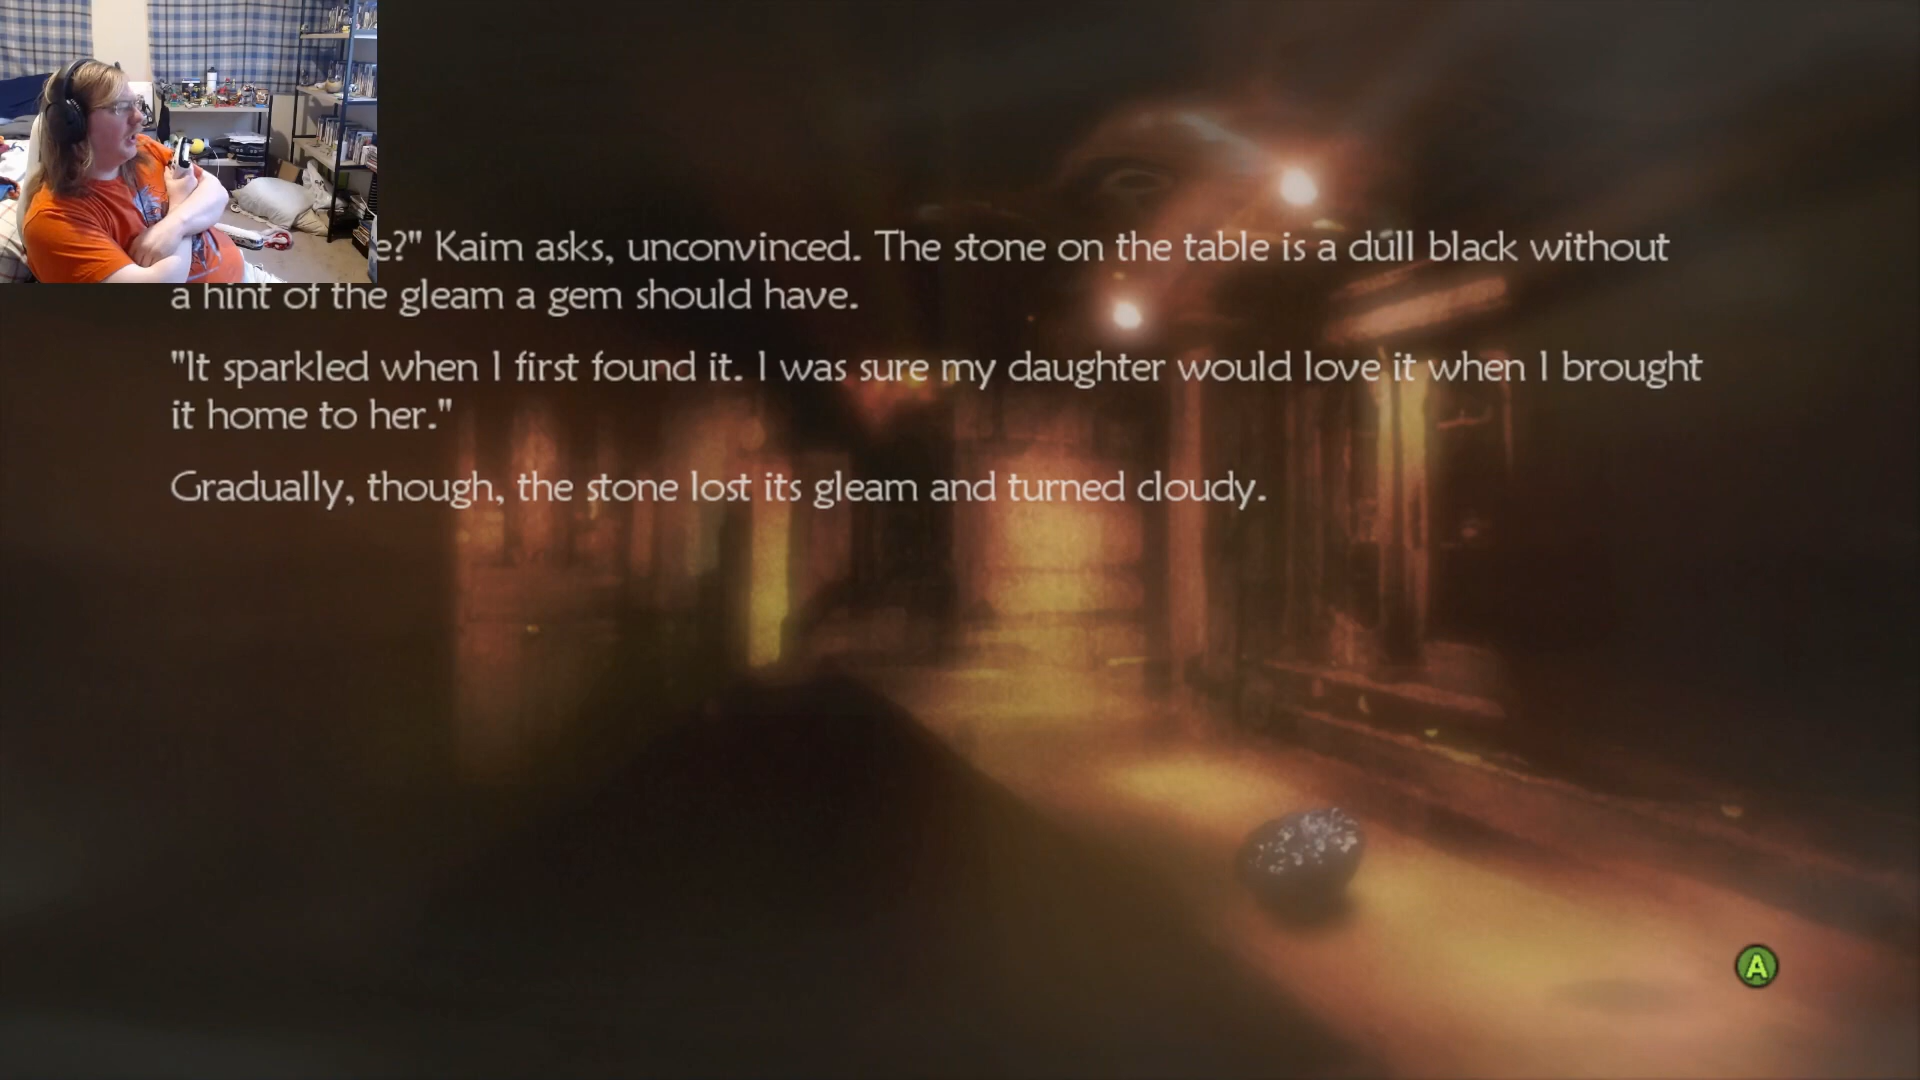 e?" Kaim asks, unconvinced. The stone on the table is a dull black without
a hint of the gleam a gem should have.
"It sparkled when I first found it. I was sure my daughter would love it when I brought
it home to her."
Gradually, though, the stone lost its gleam and turned cloudy.
A